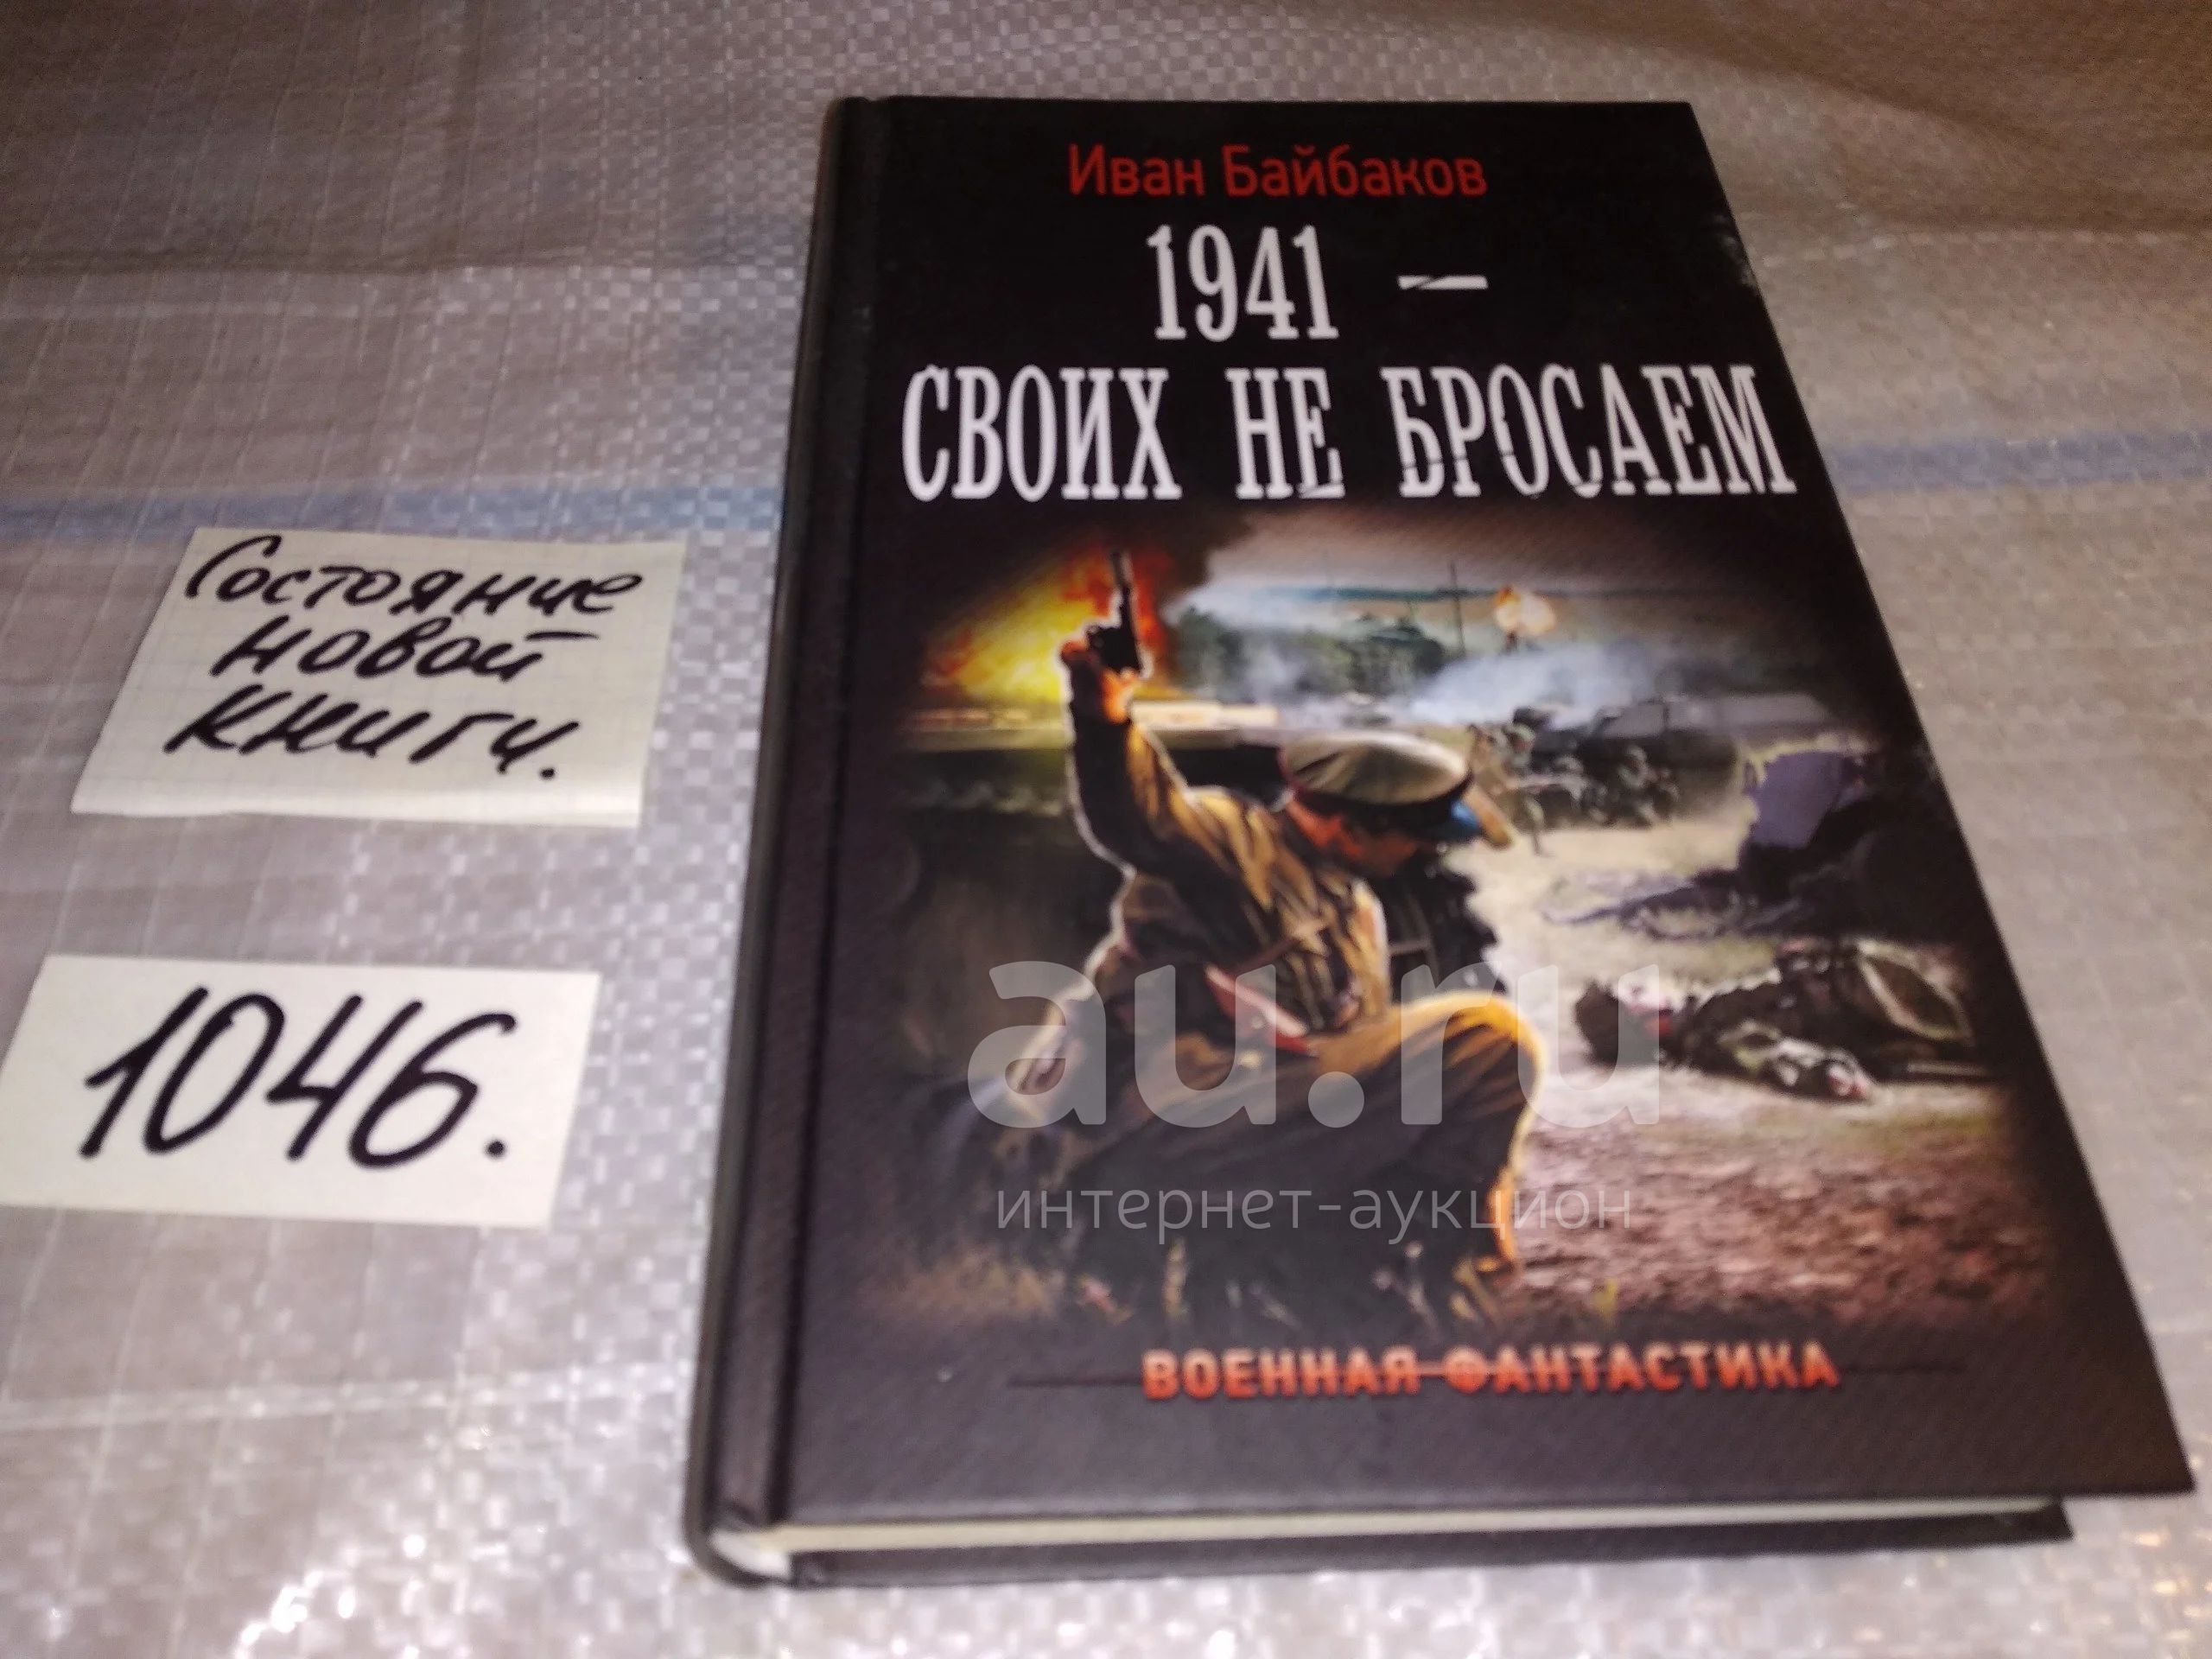 Иван Байбаков
1941 –
СВОИХ НЕ БРОСАЕМ
Состояние
новой
книги.
1046.
au.ru
интернет-аукцион
ВОЕННАЯ ФАНТАСТИКА